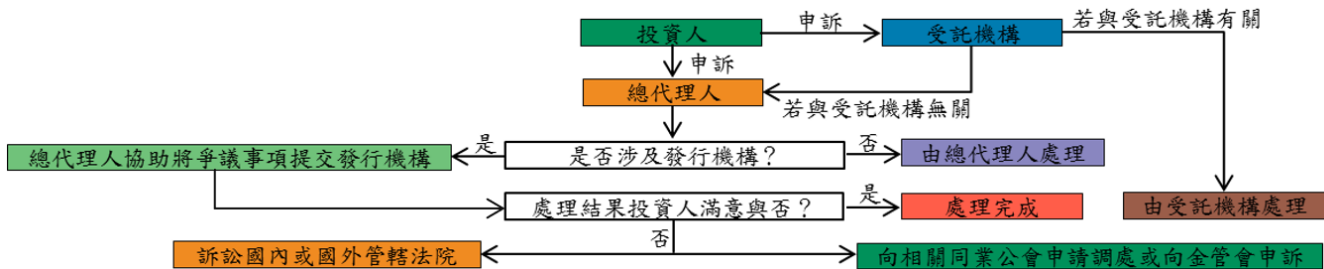 投資人
申訴
受託機構
若與受託機構有關
申訴
總代理人
若與受託機構無關
總代理人協助將爭議事項提交發行機構
是
是否涉及發行機構？
否
由總代理人處理
處理結果投資人滿意與否？
是
處理完成
由受託機構處理
否
訴訟國內或國外管轄法院
向相關同業公會申請調處或向金管會申訴